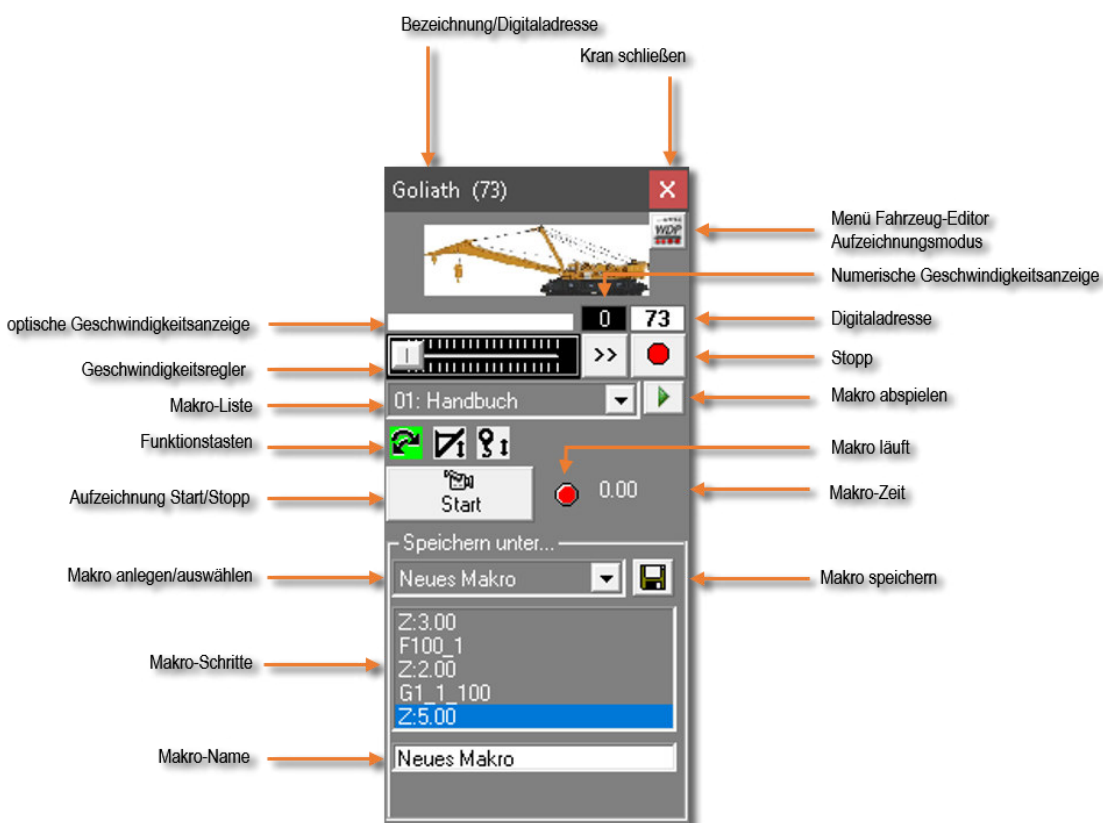 Bezeichnung/Digitaladresse
Kran schließen
Goliath (73)
Menü Fahrzeug-Editor
Aufzeichnungsmodus
WDP
Numerische Geschwindigkeitsanzeige
optische Geschwindigkeitsanzeige
0
73
Digitaladresse
Geschwindigkeitsregler
>>
Stopp
Makro-Liste
01: Handbuch
Makro abspielen
Funktionstasten
Makro läuft
Aufzeichnung Start/Stopp
Start
0.00
Makro-Zeit
Speichern unter...
Makro anlegen/auswählen
Neues Makro
Makro speichern
Z:3.00
F100_1
Makro-Schritte
Z:2.00
G1_1_100
Z:5.00
Makro-Name
Neues Makro